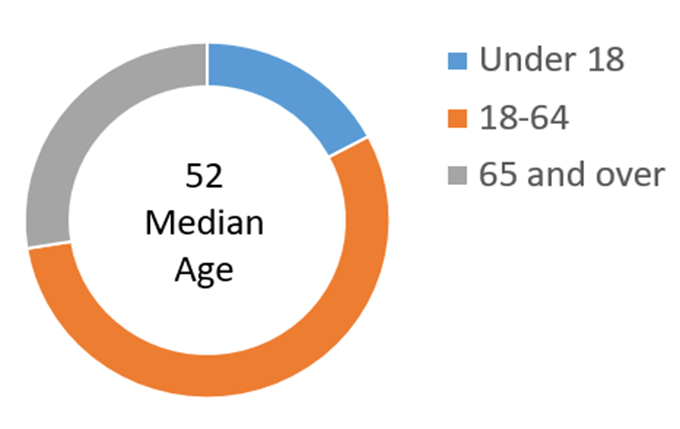 52
Median
Age
Under 18
18-64
65 and over